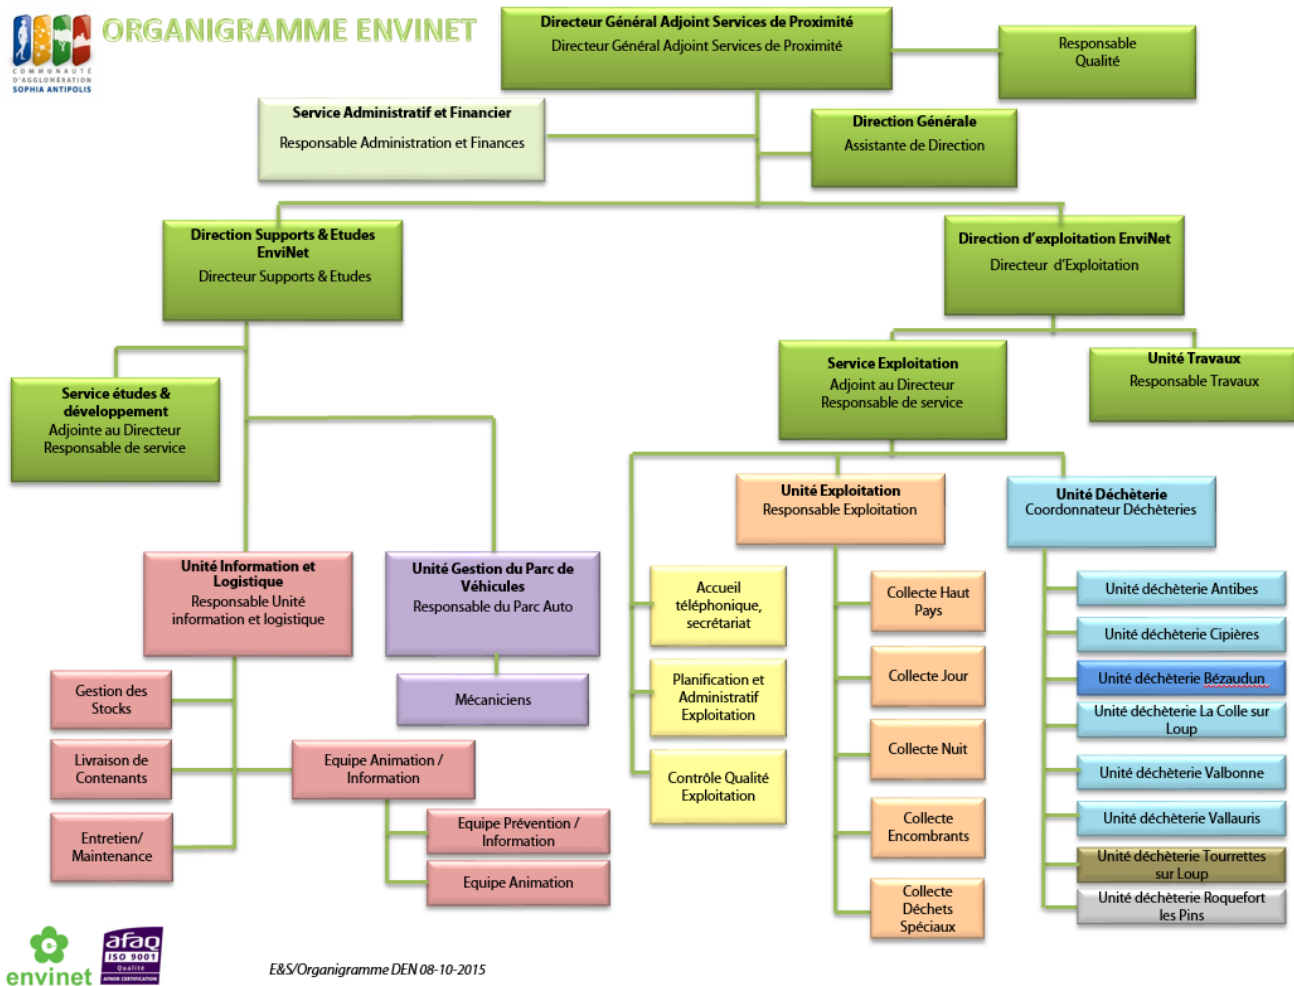 COMMUNAUTÉ
D'AGGLOMÉRATION
SOPHIA ANTIPOLIS
ORGANIGRAMME ENVINET
Directeur Général Adjoint Services de Proximité
Directeur Général Adjoint Services de Proximité
Responsable
Qualité
Service Administratif et Financier
Responsable Administration et Finances
Direction Générale
Assistante de Direction
Direction Supports & Etudes
EnviNet
Directeur Supports & Etudes
Direction d'exploitation EnviNet
Directeur d'Exploitation
Service études &
développement
Adjointe au Directeur
Responsable de service
Service Exploitation
Adjoint au Directeur
Responsable de service
Unité Travaux
Responsable Travaux
Unité Information et
Logistique
Responsable Unité
information et logistique
Unité Gestion du Parc de
Véhicules
Responsable du Parc Auto
Mécaniciens
Gestion des
Stocks
Livraison de
Contenants
Entretien/
Maintenance
Equipe Animation /
Information
Equipe Prévention /
Information
Equipe Animation
Accueil
téléphonique,
secrétariat
Planification et
Administratif
Exploitation
Contrôle Qualité
Exploitation
Unité Exploitation
Responsable Exploitation
Collecte Haut
Pays
Collecte Jour
Collecte Nuit
Collecte
Encombrants
Collecte
Déchets
Spéciaux
Unité Déchèterie
Coordonnateur Déchèteries
Unité déchèterie Antibes
Unité déchèterie Cipières
Unité déchèterie Bézaudun
Unité déchèterie La Colle sur
Loup
Unité déchèterie Valbonne
Unité déchèterie Vallauris
Unité déchèterie Tourrettes
sur Loup
Unité déchèterie Roquefort
les Pins
envinet
afaq
ISO 9001
Qualité
AFNOR CERTIFICATION
E&S/Organigramme DEN 08-10-2015